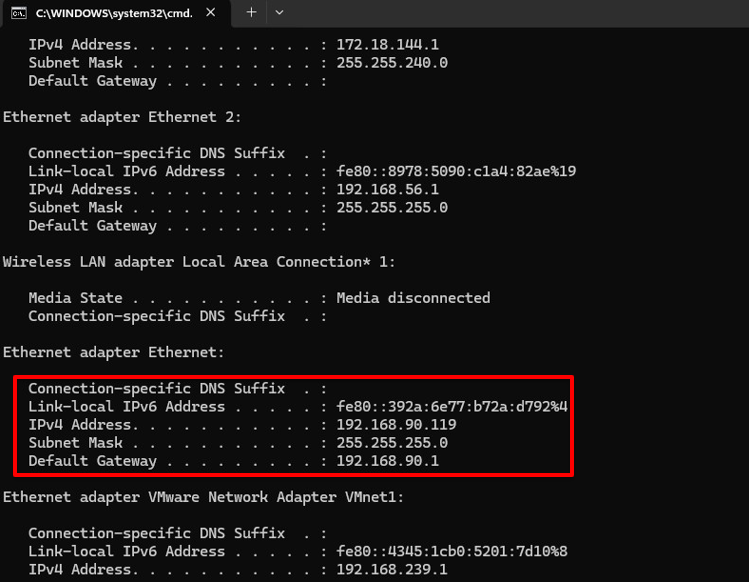 C:\WINDOWS\system32\cmd.
IPv4 Address. . . . . . . . . . . : 172.18.144.1
Subnet Mask . . . . . . . . . . . : 255.255.240.0
Default Gateway . . . . . . . . . :
Ethernet adapter Ethernet 2:
Connection-specific DNS Suffix  . :
Link-local IPv6 Address . . . . . : fe80::8978:5090:c1a4:82ae%19
IPv4 Address. . . . . . . . . . . : 192.168.56.1
Subnet Mask . . . . . . . . . . . : 255.255.255.0
Default Gateway . . . . . . . . . :
Wireless LAN adapter Local Area Connection* 1:
Media State . . . . . . . . . . . : Media disconnected
Connection-specific DNS Suffix  . :
Ethernet adapter Ethernet:
Connection-specific DNS Suffix  . :
Link-local IPv6 Address . . . . . : fe80::392a:6e77:b72a:d792%4
IPv4 Address. . . . . . . . . . . : 192.168.90.119
Subnet Mask . . . . . . . . . . . : 255.255.255.0
Default Gateway . . . . . . . . . : 192.168.90.1
Ethernet adapter VMware Network Adapter VMnet1:
Connection-specific DNS Suffix  . :
Link-local IPv6 Address . . . . . : fe80::4345:1cb0:5201:7d10%8
IPv4 Address. . . . . . . . . . . : 192.168.239.1